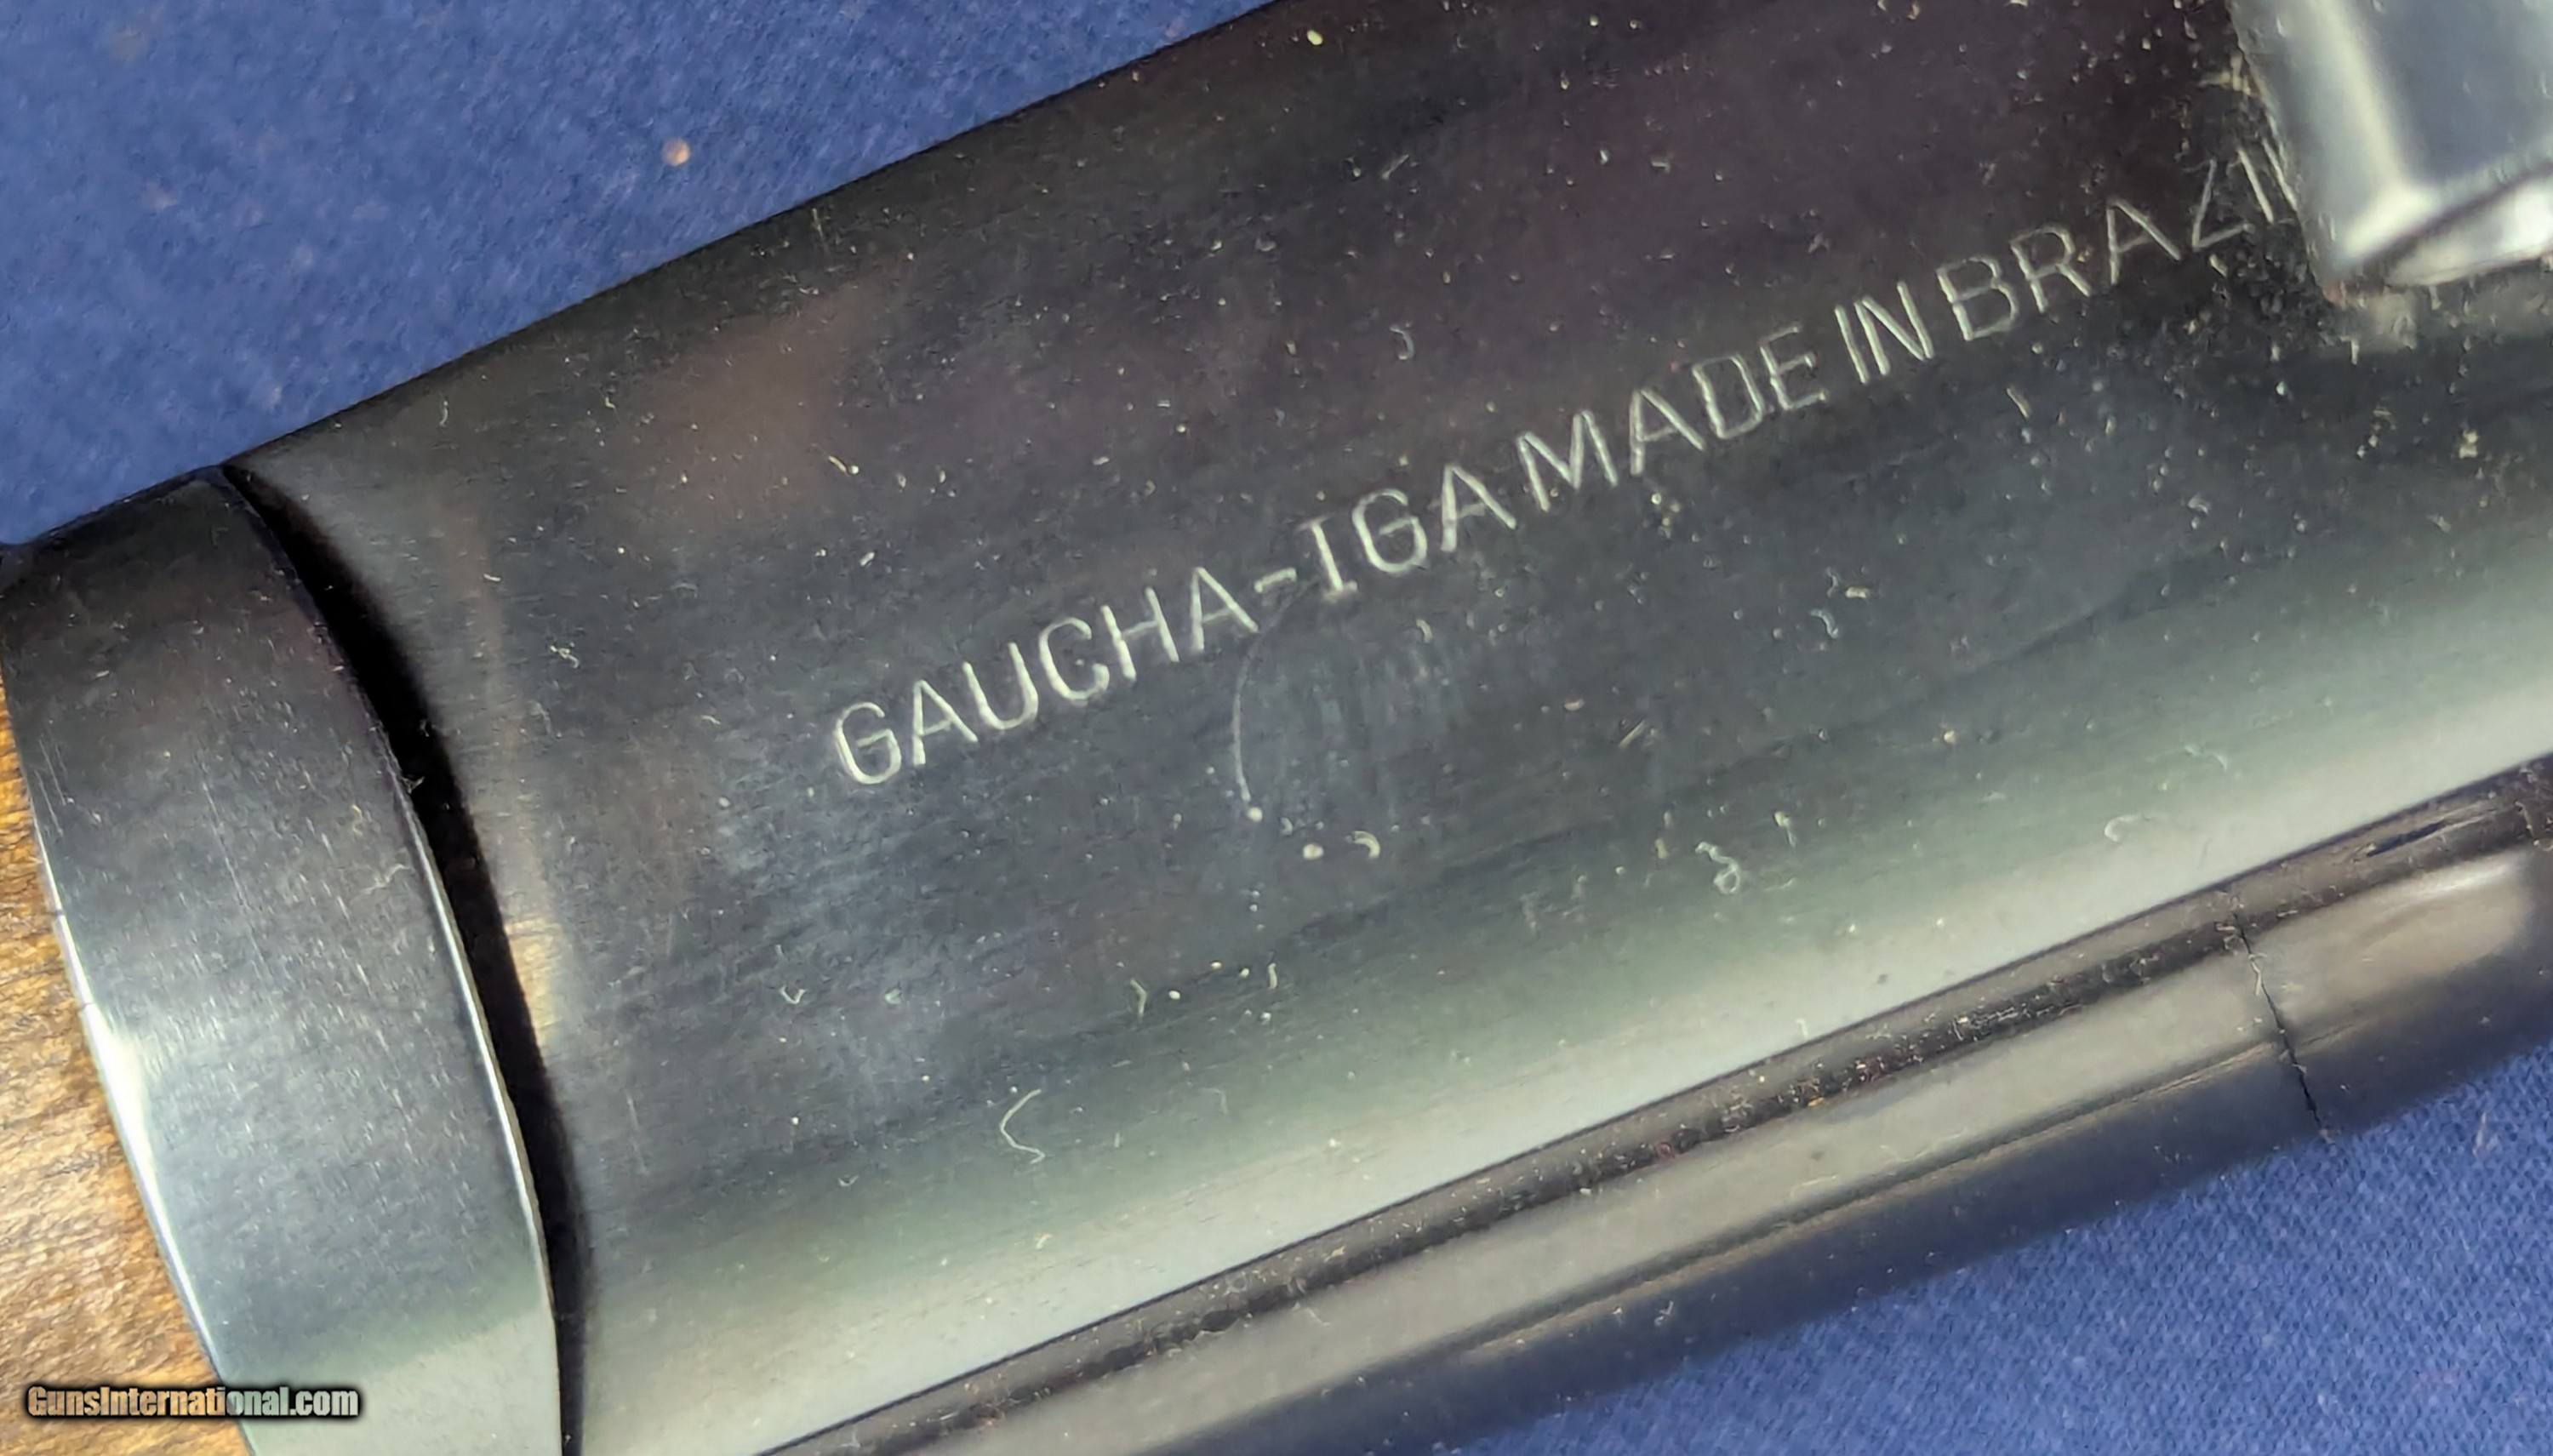 GAUCHA-IGA MADE IN BRAZI
GunsInternational.com